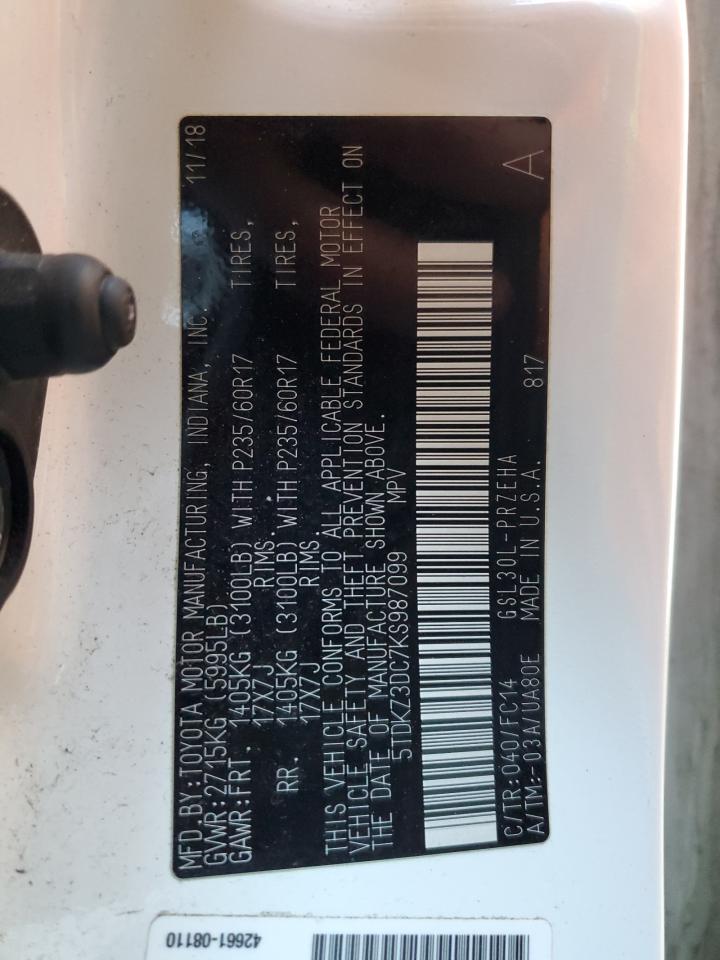 MFD.BY:TOYOTA MOTOR MANUFACTURING, INDIANA, INC. 11/18
GVWR:2715KG (5995LB)
GAWR:FRT. 1405KG (3100LB) WITH P235/60R17 TIRES,
17X7J RIMS.
RR. 1405KG (3100LB) WITH P235/60R17 TIRES,
17X7J RIMS.
THIS VEHICLE CONFORMS TO ALL APPLICABLE FEDERAL MOTOR
VEHICLE SAFETY AND THEFT PREVENTION STANDARDS IN EFFECT ON
THE DATE OF MANUFACTURE SHOWN ABOVE.
5TDKZ3DC7KS987099 MPV
C/TR:040/FC14 GSL30L-PRZEHA
A/TM:-03A/UA80E MADE IN U.S.A. 817 A
42661-08110